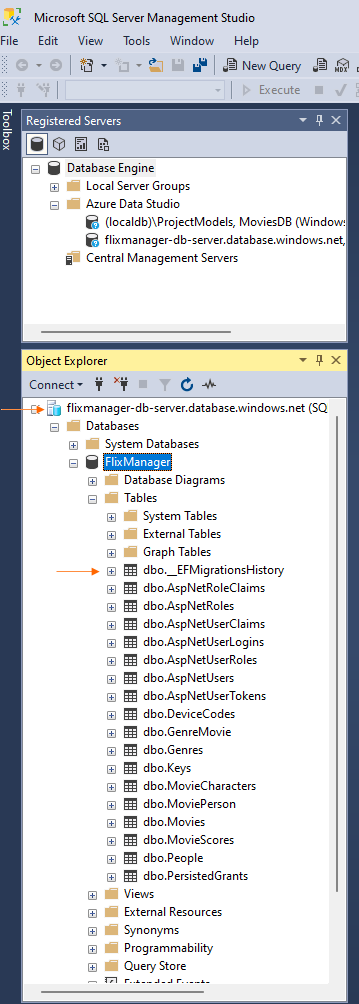 Microsoft SQL Server Management Studio
File Edit View Tools Window Help
New Query MDX
Execute
Toolbox
Registered Servers
Database Engine
Local Server Groups
Azure Data Studio
(localdb)\ProjectModels, MoviesDB (Window
flixmanager-db-server.database.windows.net,
Central Management Servers
Object Explorer
Connect
flixmanager-db-server.database.windows.net (SQ
Databases
System Databases
FlixManager
Database Diagrams
Tables
System Tables
External Tables
Graph Tables
dbo.__EFMigrationsHistory
dbo.AspNetRoleClaims
dbo.AspNetRoles
dbo.AspNetUserClaims
dbo.AspNetUserLogins
dbo.AspNetUserRoles
dbo.AspNetUsers
dbo.AspNetUserTokens
dbo.DeviceCodes
dbo.GenreMovie
dbo.Genres
dbo.Keys
dbo.MovieCharacters
dbo.MoviePerson
dbo.Movies
dbo.MovieScores
dbo.People
dbo.PersistedGrants
Views
External Resources
Synonyms
Programmability
Query Store
Extended Events